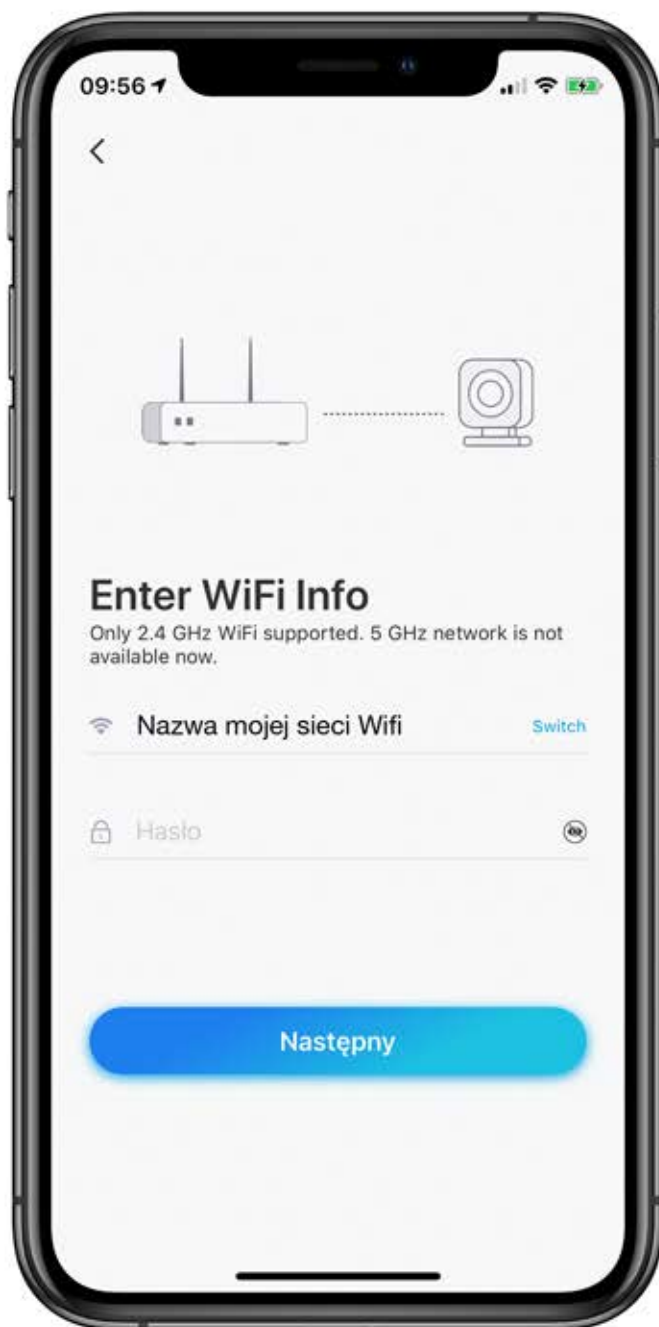 09:56
Enter WiFi Info
Only 2.4 GHz WiFi supported. 5 GHz network is not
available now.
Nazwa mojej sieci Wifi
Switch
Hasło
Następny